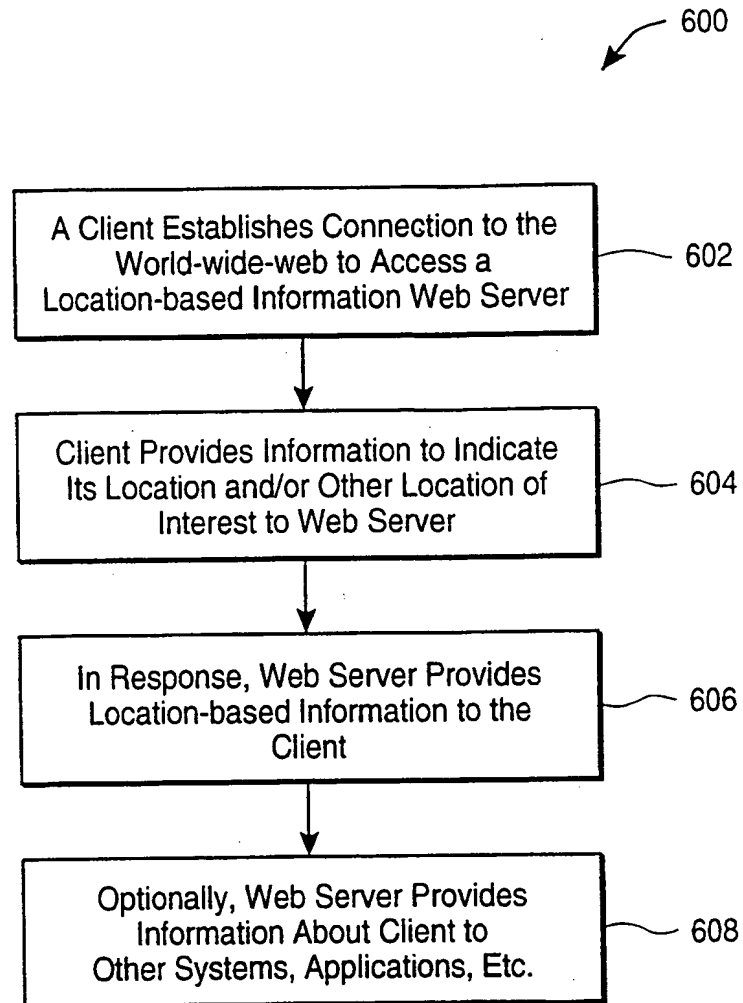 600
A Client Establishes Connection to the
World-wide-web to Access a
Location-based Information Web Server
602
Client Provides Information to Indicate
Its Location and/or Other Location of
Interest to Web Server
604
In Response, Web Server Provides
Location-based Information to the
Client
606
Optionally, Web Server Provides
Information About Client to
Other Systems, Applications, Etc.
608